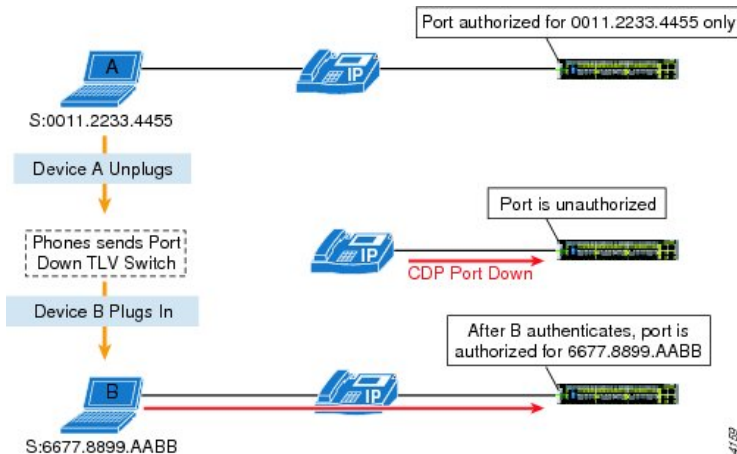 Port authorized for 0011.2233.4455 only
A
IP
S:0011.2233.4455
Device A Unplugs
Port is unauthorized
Phones sends Port
Down TLV Switch
IP
CDP Port Down
Device B Plugs In
After B authenticates, port is
authorized for 6677.8899.AABB
B
IP
S:6677.8899.AABB